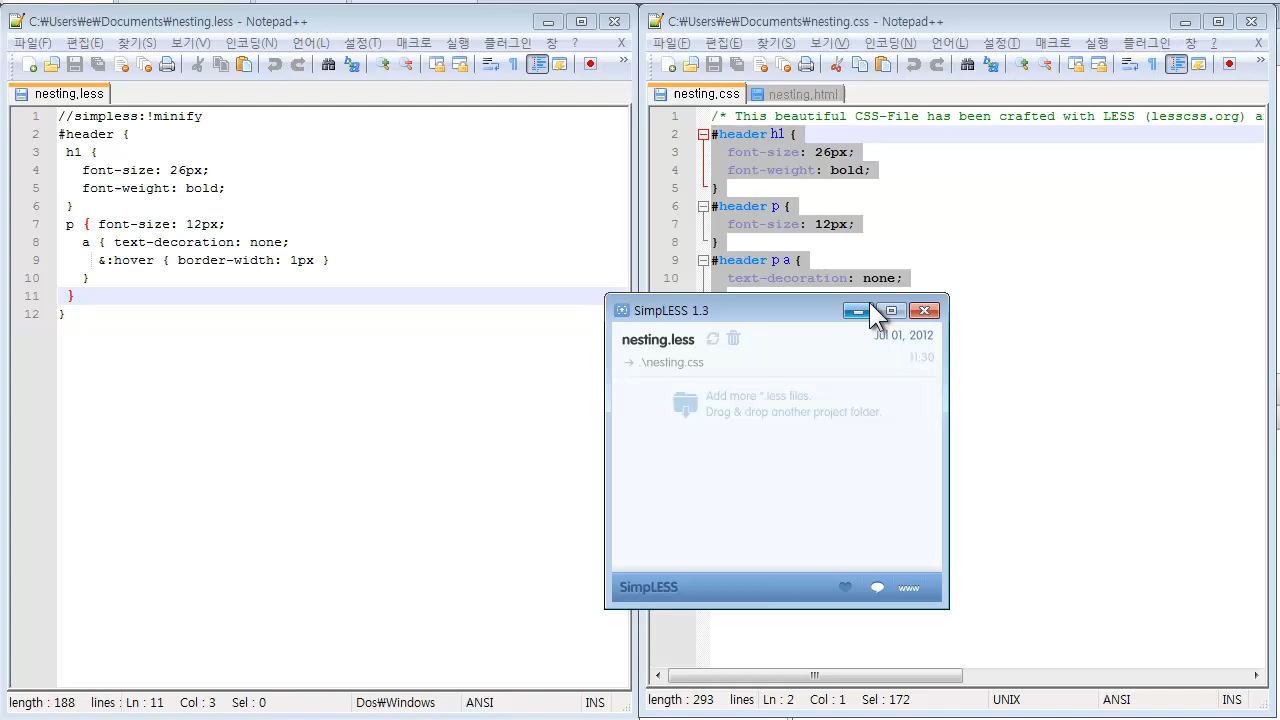 C:₩Users₩e₩Documents₩nesting.less - Notepad++
파일(F) 편집(E) 찾기(S) 보기(V) 인코딩(N) 언어(L) 설정(T) 매크로 실행 플러그인 창 ? X
nesting.less
1 //simpless:!minify
2 #header {
3 h1 {
4 font-size: 26px;
5 font-weight: bold;
6 }
7 p { font-size: 12px;
8 a { text-decoration: none;
9 &:hover { border-width: 1px }
10 }
11 }
12 }
length : 188 lines Ln : 11 Col : 3 Sel : 0 Dos₩Windows ANSI INS
C:₩Users₩e₩Documents₩nesting.css - Notepad++
파일(F) 편집(E) 찾기(S) 보기(V) 인코딩(N) 언어(L) 설정(T) 매크로 실행 플러그인 창 ? X
nesting.css nesting.html
1 /* This beautiful CSS-File has been crafted with LESS (lesscss.org) a
2 #header h1 {
3 font-size: 26px;
4 font-weight: bold;
5 }
6 #header p {
7 font-size: 12px;
8 }
9 #header p a {
10 text-decoration: none;
length : 293 lines Ln : 2 Col : 1 Sel : 172 UNIX ANSI INS
SimpLESS 1.3
nesting.less Jul 01, 2012
→ .\nesting.css 11:30
Add more *.less files.
Drag & drop another project folder.
SimpLESS www